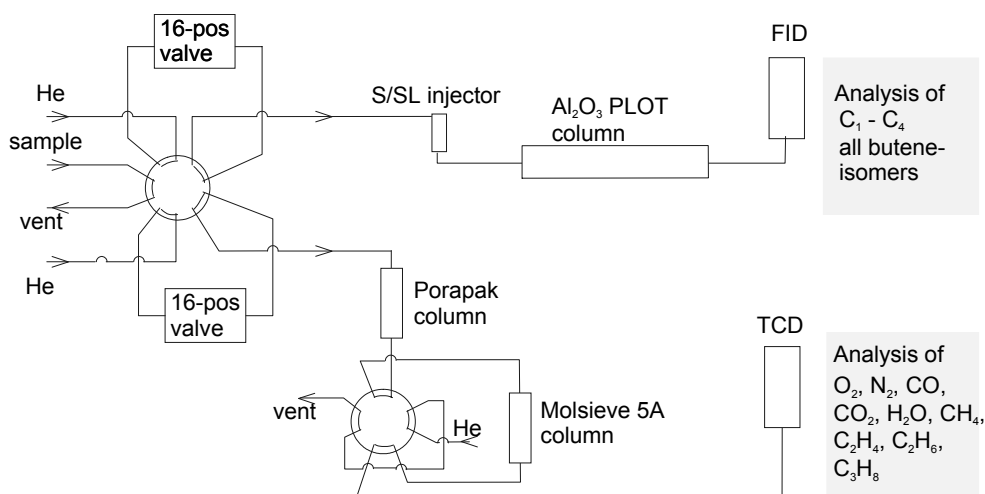 16-pos
valve
He
sample
vent
He
16-pos
valve
S/SL injector
Al₂O₃ PLOT
column
FID
Analysis of
C₁ - C₄
all butene-
isomers
Porapak
column
vent
He
Molsieve 5A
column
TCD
Analysis of
O₂, N₂, CO,
CO₂, H₂O, CH₄,
C₂H₄, C₂H₆,
C₃H₈